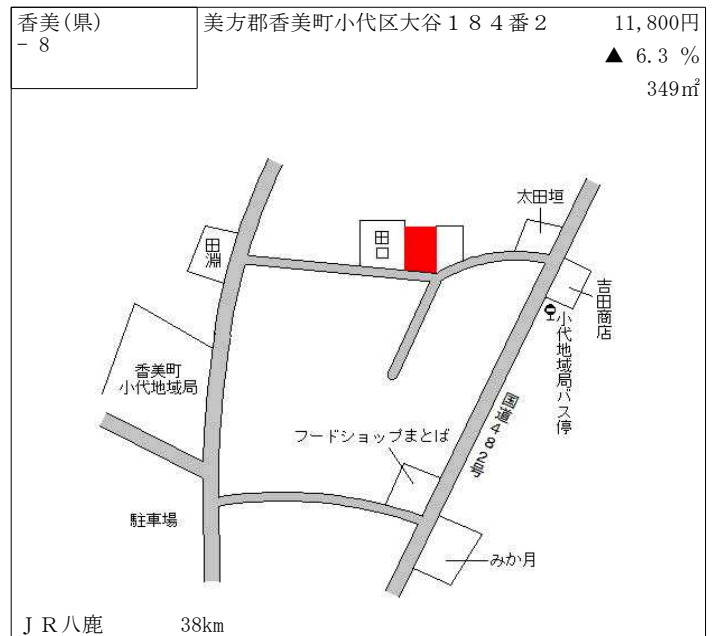 香美(県)
- 8
美方郡香美町小代区大谷１８４番２
11,800円
▲ 6.3 %
349㎡
太田垣
田口
田淵
吉田商店
小代地域局バス停
香美町
小代地域局
国道482号
フードショップまとば
駐車場
みか月
ＪＲ八鹿 38km